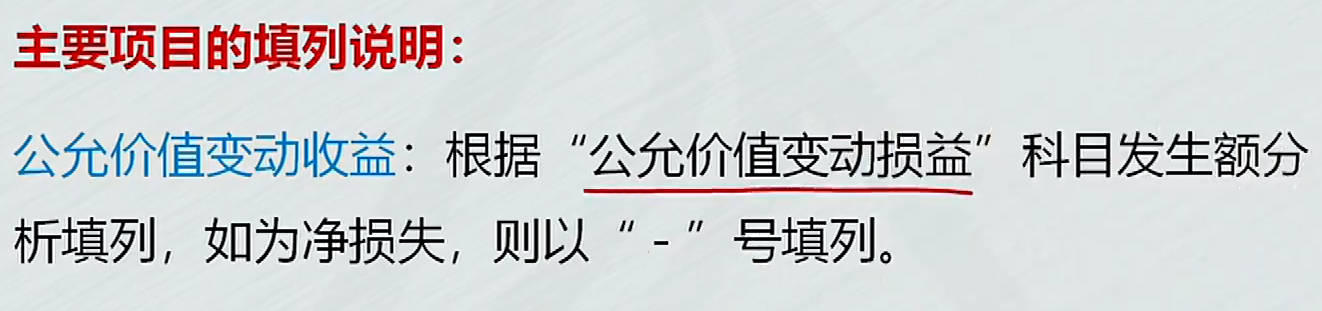 主要项目的填列说明：
公允价值变动收益：根据“公允价值变动损益”科目发生额分
析填列，如为净损失，则以“-”号填列。